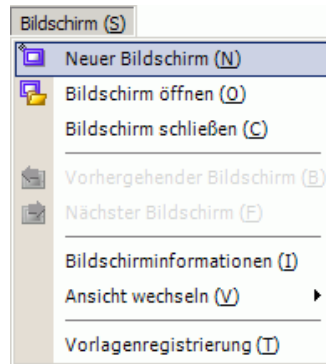 Bildschirm (S)
Neuer Bildschirm (N)
Bildschirm öffnen (O)
Bildschirm schließen (C)
Vorhergehender Bildschirm (B)
Nächster Bildschirm (F)
Bildschirminformationen (I)
Ansicht wechseln (V)
Vorlagenregistrierung (T)